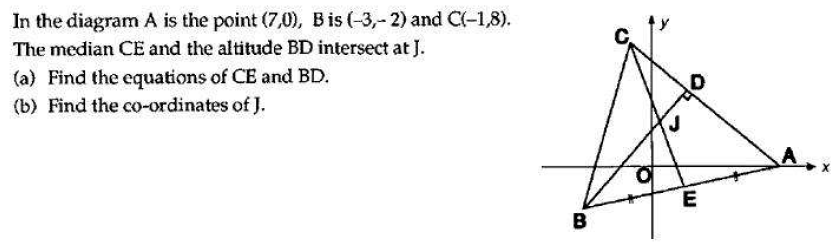 In the diagram A is the point (7,0), B is (–3,– 2) and C(–1,8).
The median CE and the altitude BD intersect at J.
(a) Find the equations of CE and BD.
(b) Find the co-ordinates of J.
y
C
D
J
A
x
O
E
B